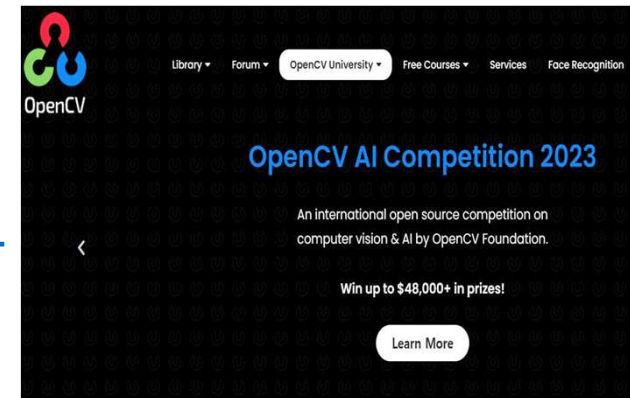 OpenCV
Library Forum OpenCV University Free Courses Services Face Recognition
OpenCV AI Competition 2023
An international open source competition on
computer vision & AI by OpenCV Foundation.
Win up to $48,000+ in prizes!
Learn More